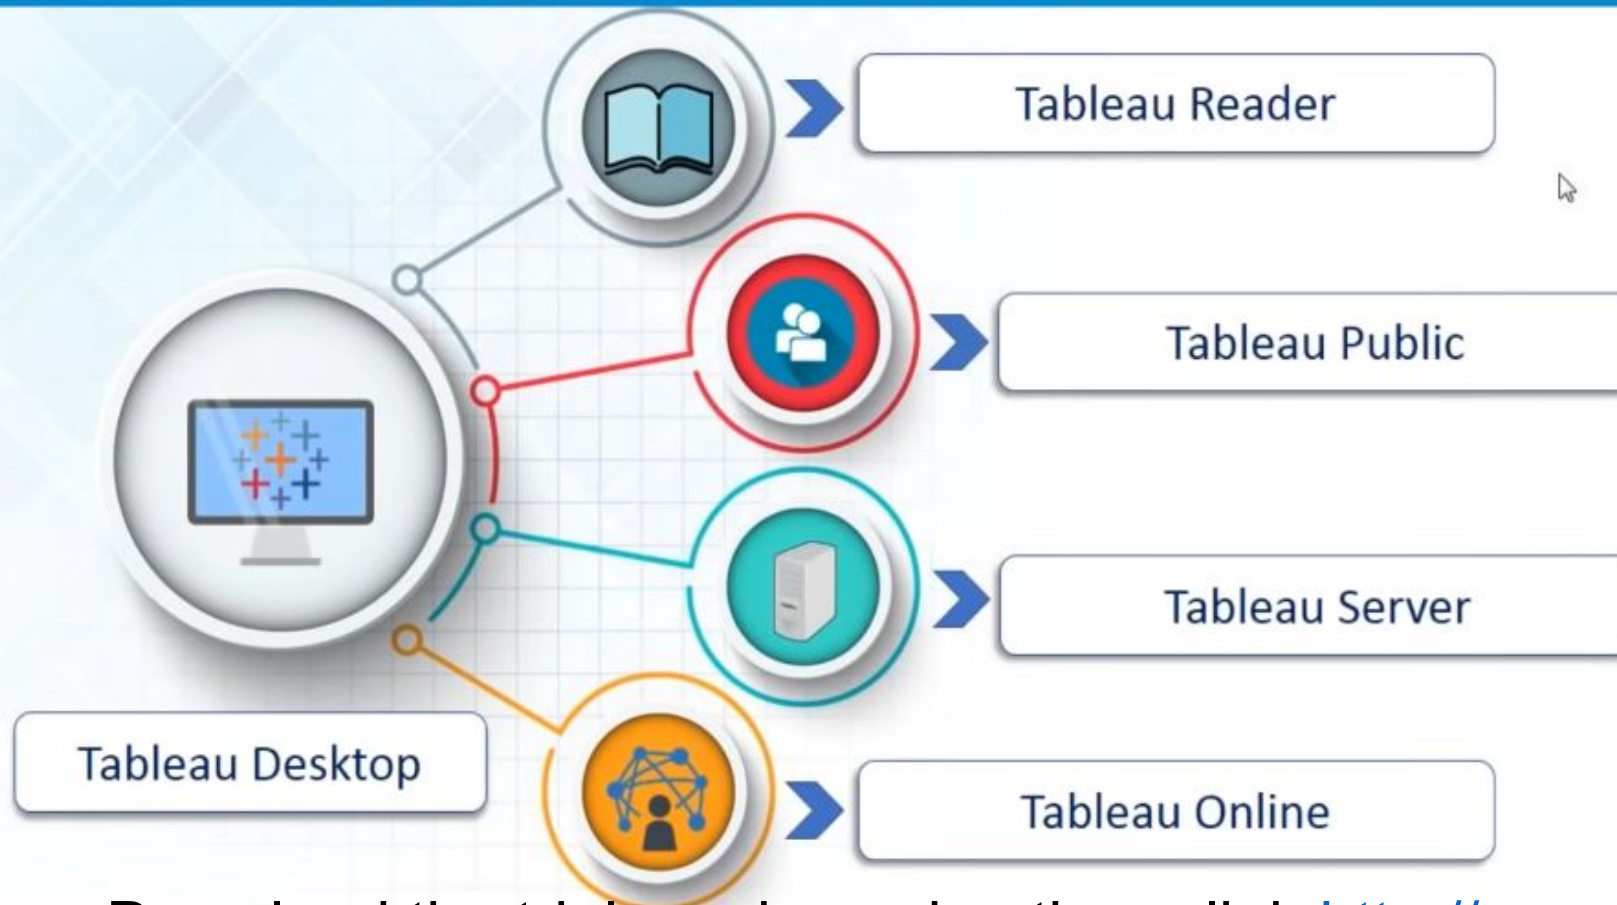 Tableau Reader
Tableau Public
Tableau Server
Tableau Desktop
Tableau Online